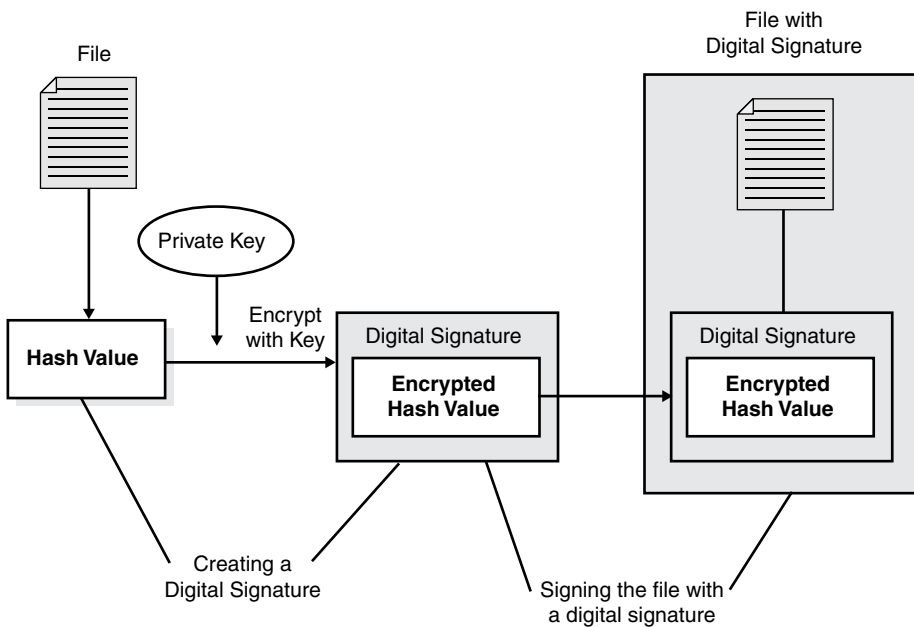 File
File with
Digital Signature
Private Key
Encrypt
with Key
Hash Value
Digital Signature
Encrypted
Hash Value
Digital Signature
Encrypted
Hash Value
Creating a
Digital Signature
Signing the file with
a digital signature